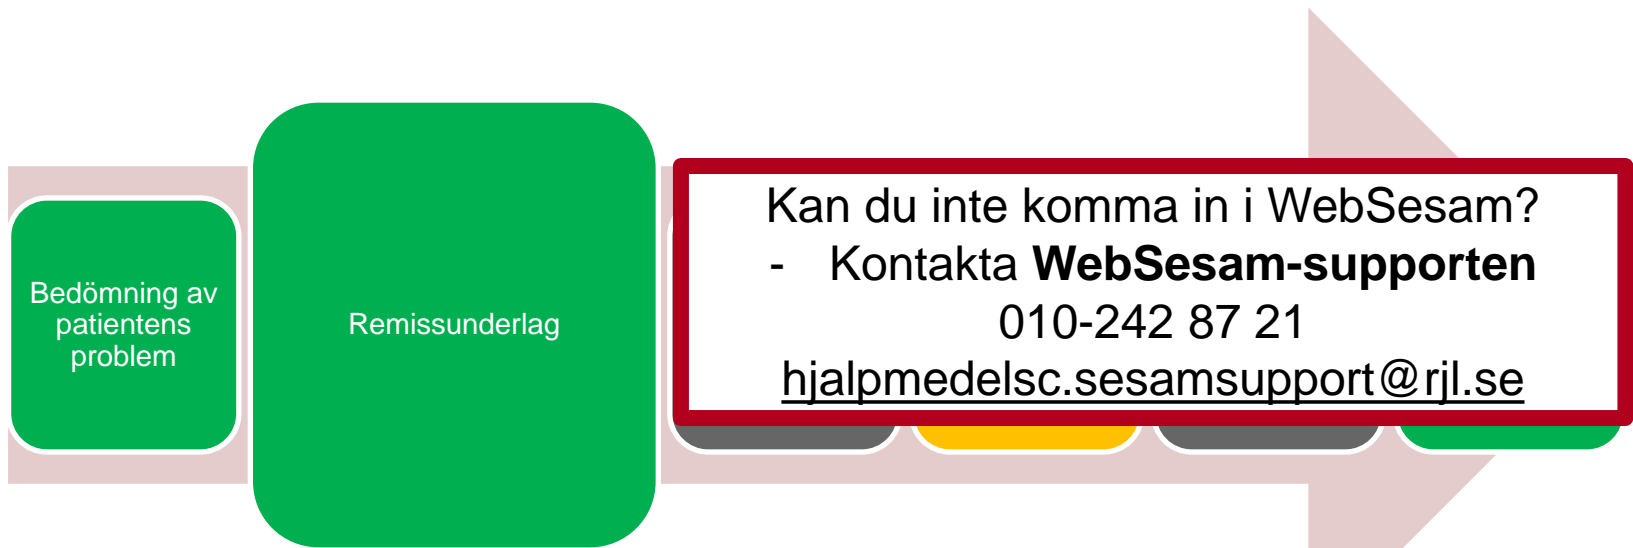 Bedömning av
patientens
problem
Remissunderlag
Kan du inte komma in i WebSesam?
- Kontakta WebSesam-supporten
010-242 87 21
hjalpmedelsc.sesamsupport@rjl.se